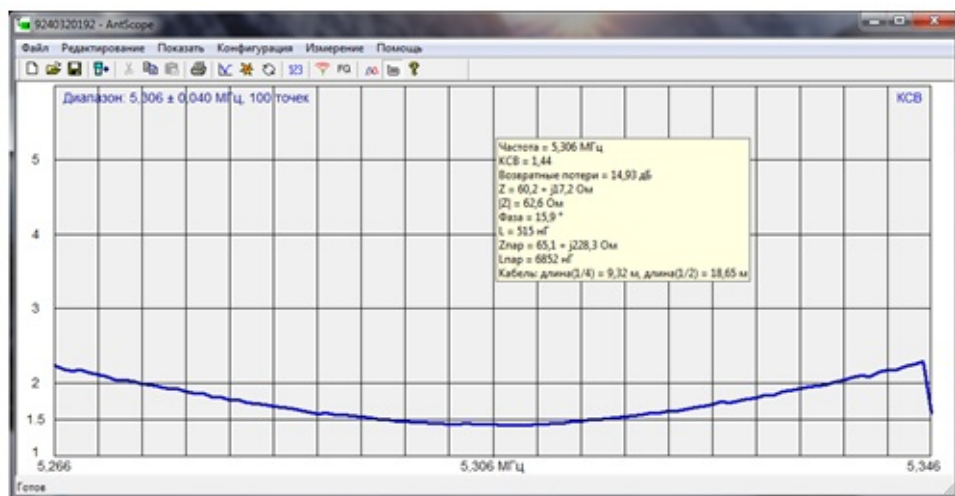 9240320192 - AntScope
Файл Редактирование Показать Конфигурация Измерение Помощь
123 FQ
Диапазон: 5,306 ± 0,040 МГц, 100 точек
КСВ
Частота = 5,306 МГц
КСВ = 1,44
Возвратные потери = 14,93 дБ
Z = 60,2 + j17,2 Ом
|Z| = 62,6 Ом
Фаза = 15,9 °
L = 515 нГ
Zпар = 65,1 + j228,3 Ом
Lпар = 6852 нГ
Кабель: длина(1/4) = 9,32 м, длина(1/2) = 18,65 м
5
4
3
2
1.5
1
5,266
5,306 МГц
5,346
Готов